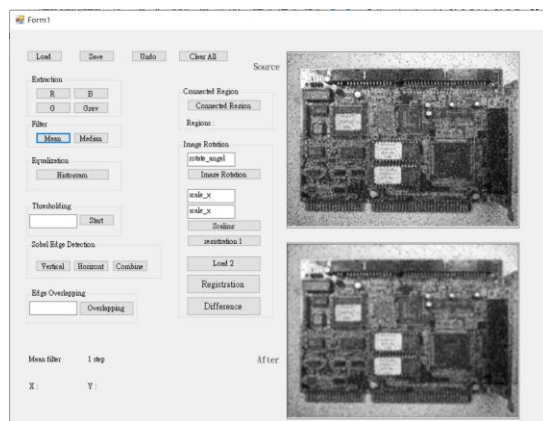 Form1
Load Save Undo Clear All
Source
Extraction
R B
G Gray
Filter
Mean Median
Equalization
Histogram
Thresholding
Start
Sobel Edge Detection
Vertical Horizont Combine
Edge Overlapping
Overlapping
Connected Region
Connected Region
Regions :
Image Rotation
rotate_angel
Image Rotation
scale_x
scale_x
Scaling
registration 1
Load 2
Registration
Difference
Mean filter 1 step
After
X : Y :